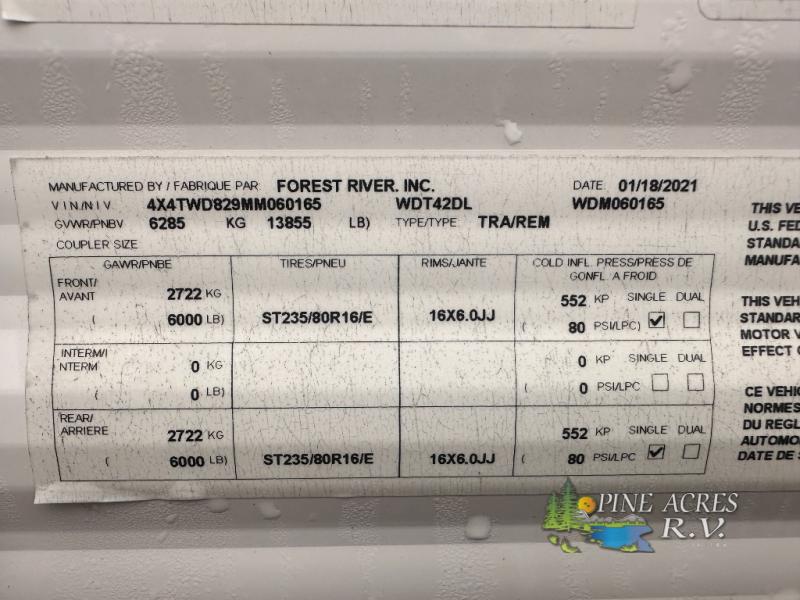 MANUFACTURED BY / FABRIQUE PAR: FOREST RIVER. INC. DATE: 01/18/2021
V I N./N I V. 4X4TWD829MM060165 WDT42DL WDM060165
GVWR/PNBV 6285 KG 13855 LB) TYPE/TYPE: TRA/REM
COUPLER SIZE
GAWR/PNBE TIRES/PNEU RIMS/JANTE COLD INFL. PRESS/PRESS DE
GONFL. A FROID.
FRONT/
AVANT 2722 KG 552 KP SINGLE DUAL
( 6000 LB) ST235/80R16/E 16X6.0JJ ( 80 PSI/LPC)
INTERM/I
NTERM 0 KG 0 KP SINGLE DUAL
( 0 LB) ( 0 PSI/LPC
REAR/
ARRIERE 2722 KG 552 KP SINGLE DUAL
( 6000 LB) ST235/80R16/E 16X6.0JJ ( 80 PSI/LPC
THIS VE
U.S. FED
STANDA
MANUFA
THIS VEH
STANDAR
MOTOR V
EFFECT O
CE VEHIC
NORMES
DU REGL
AUTOMO
DATE DE S
PINE ACRES
R.V.